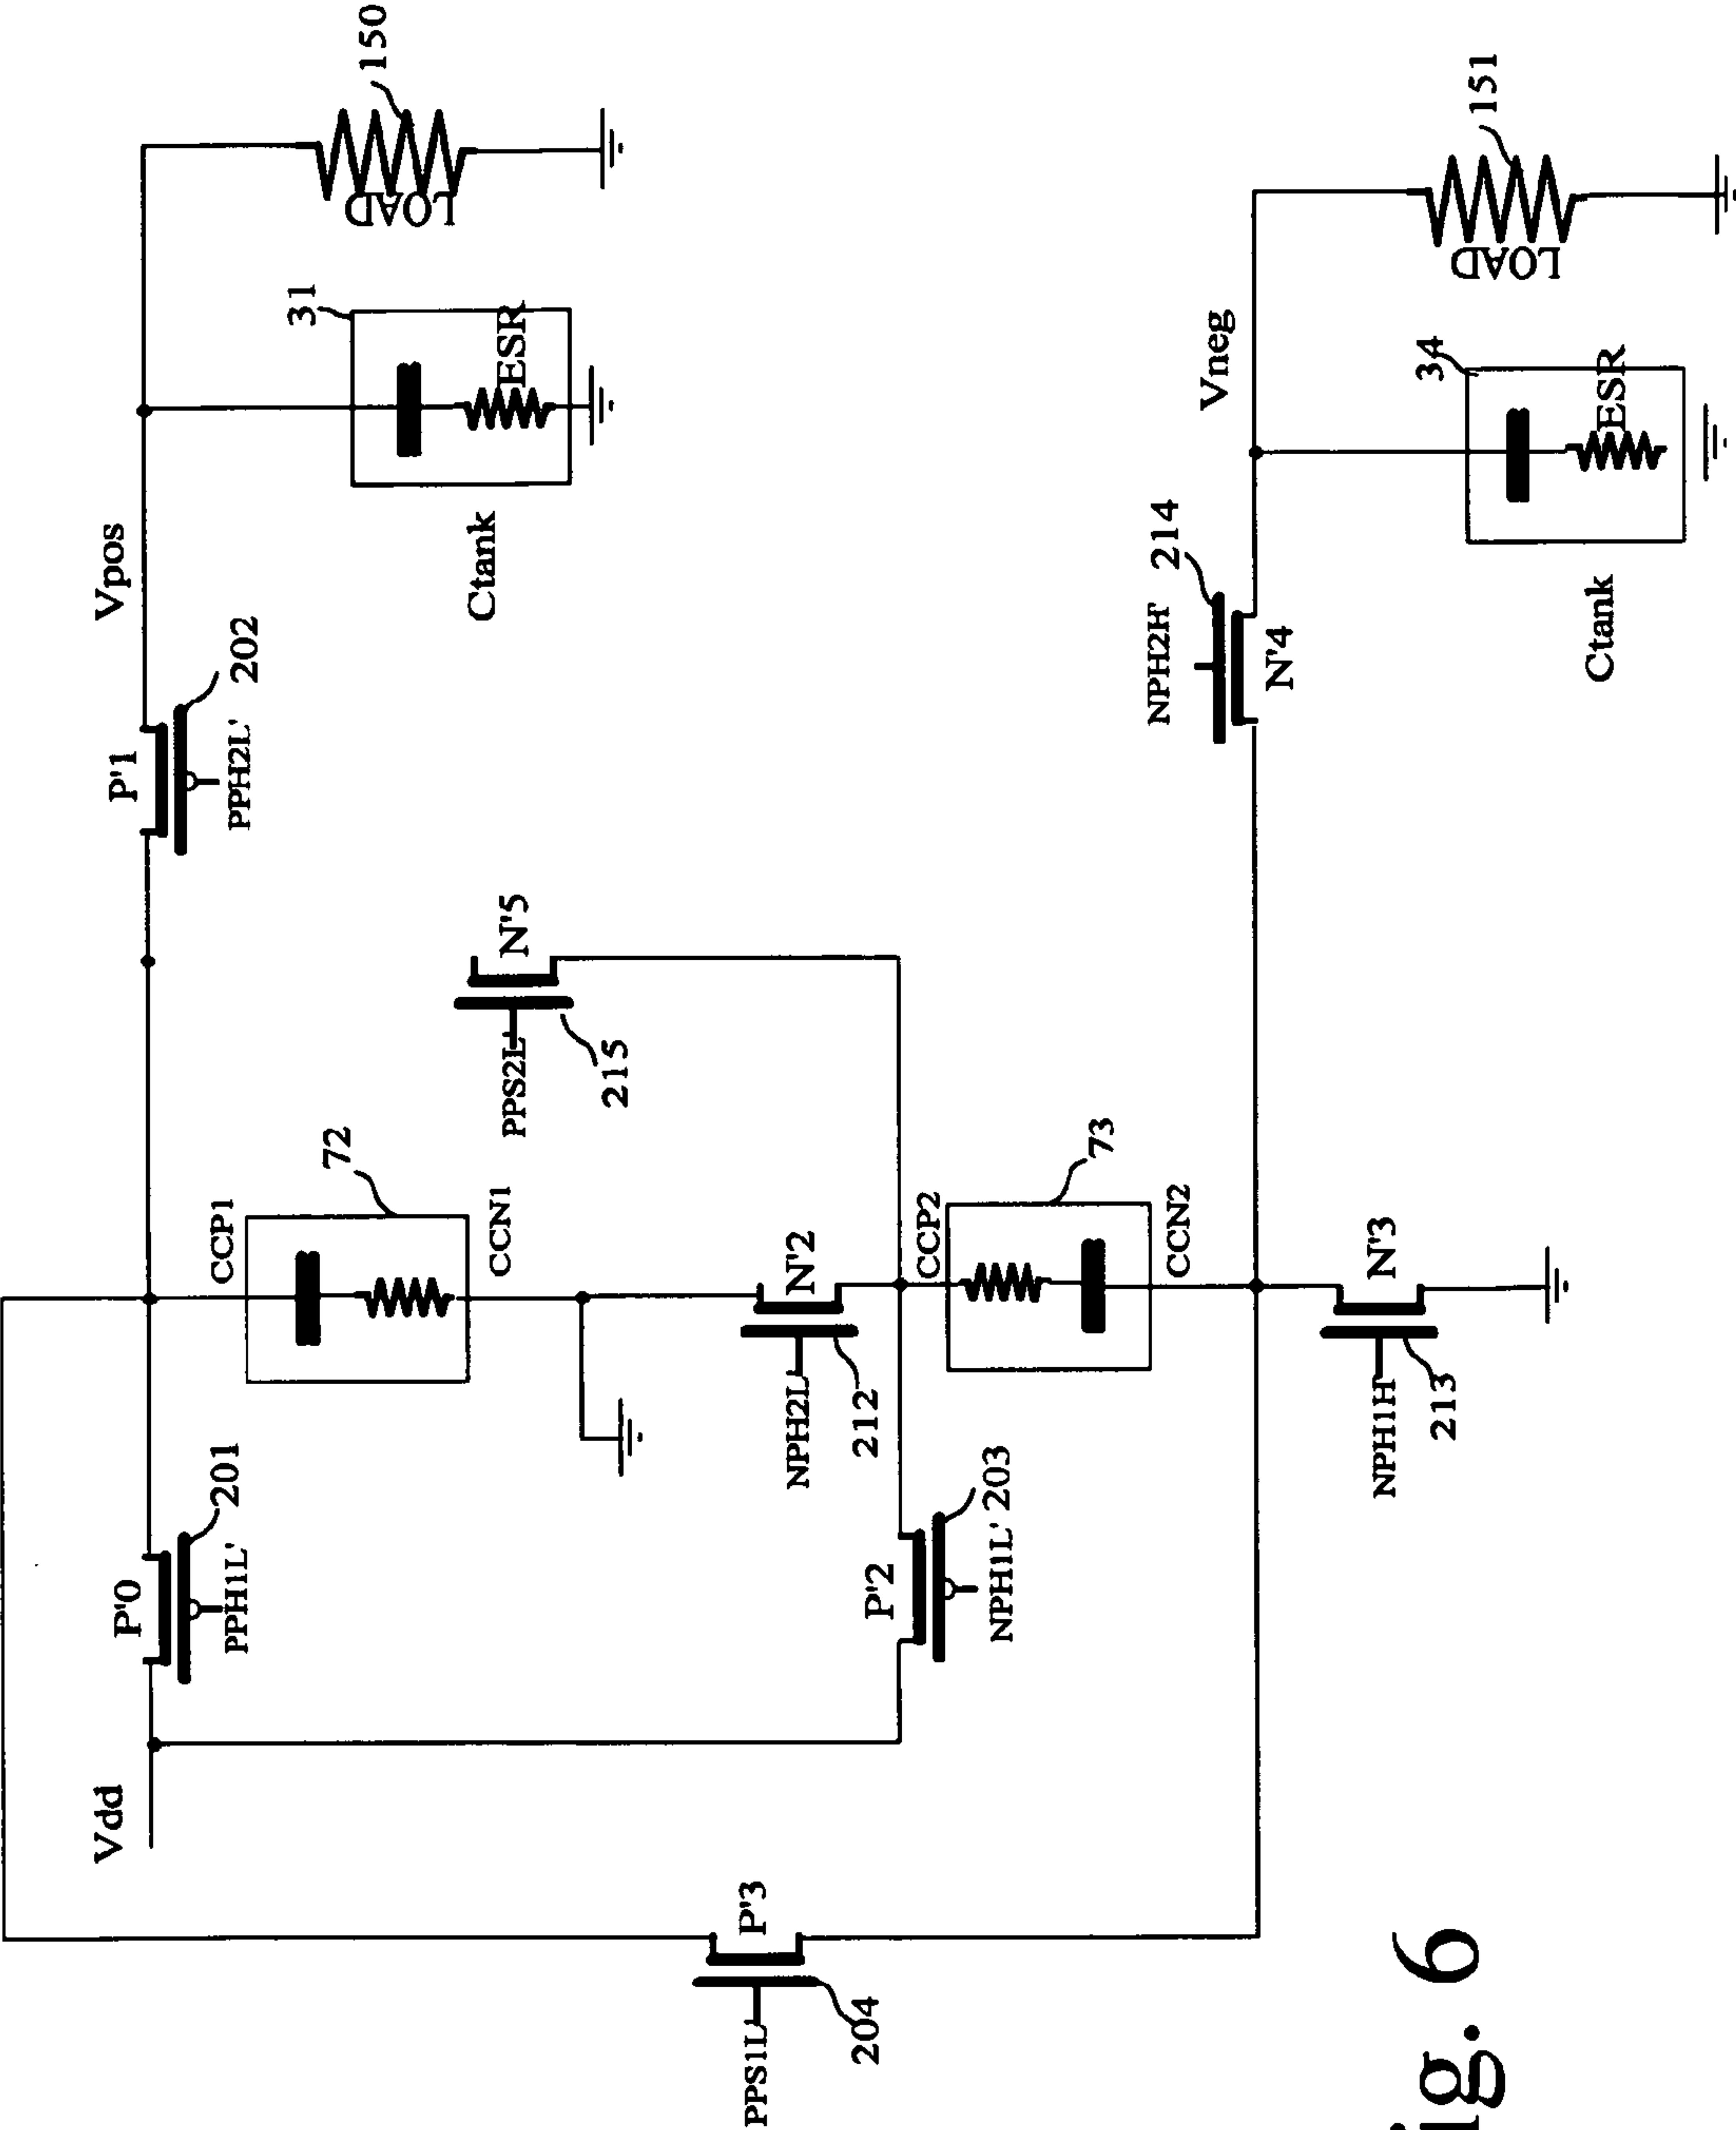 Vdd
P'0
201
PPH1L'
P'1
202
PPH2L'
Vpos
150
LOAD
31
ESR
Ctank
CCP1
72
CCN1
N'5
PPS2L
215
N'2
NPH2L
212
CCP2
73
CCN2
P'2
NPH1L'
203
P'3
PPS1L
204
N'3
NPH1H
213
NPH2H'
214
N'4
Vneg
151
LOAD
34
ESR
Ctank
ig. 6